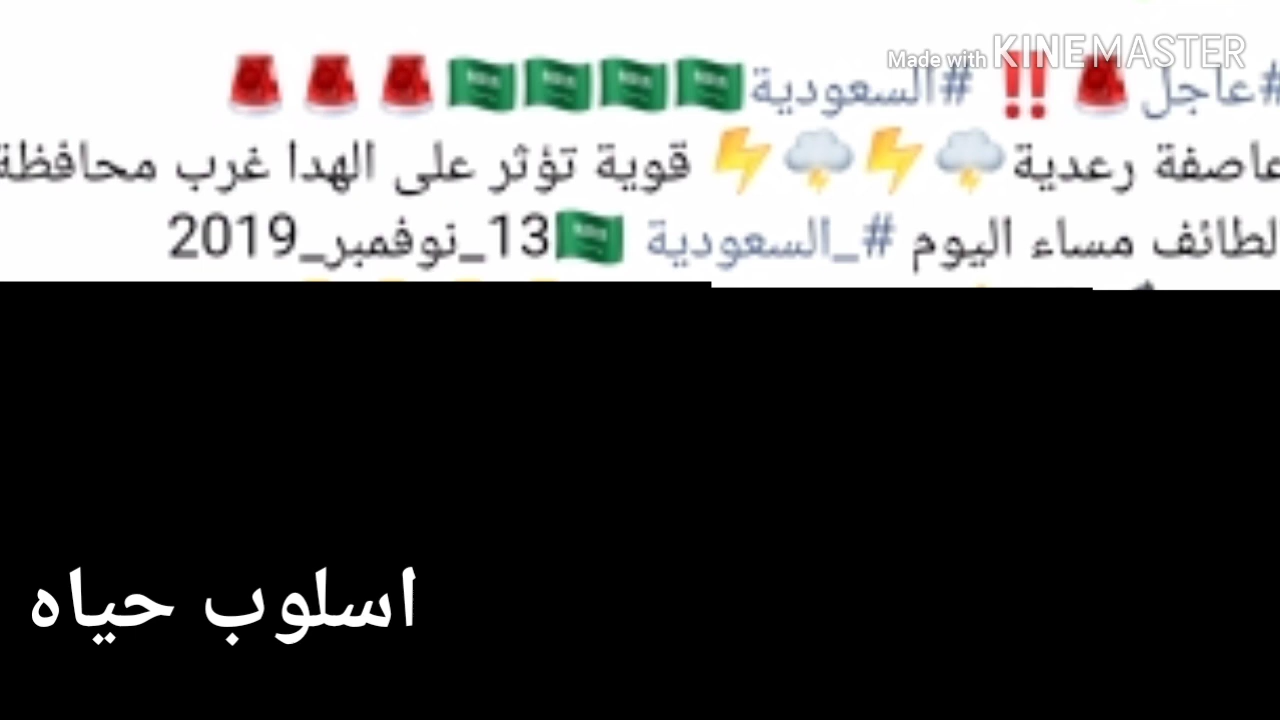 Made with KINEMASTER
#عاجل🚨‼️ #السعودية🇸🇦🇸🇦🇸🇦🇸🇦🚨🚨🚨
عاصفة رعدية🌩⚡🌩⚡ قوية تؤثر على الهدا غرب محافظة
لطائف مساء اليوم #_السعودية 🇸🇦13_نوفمبر_2019
اسلوب حياه